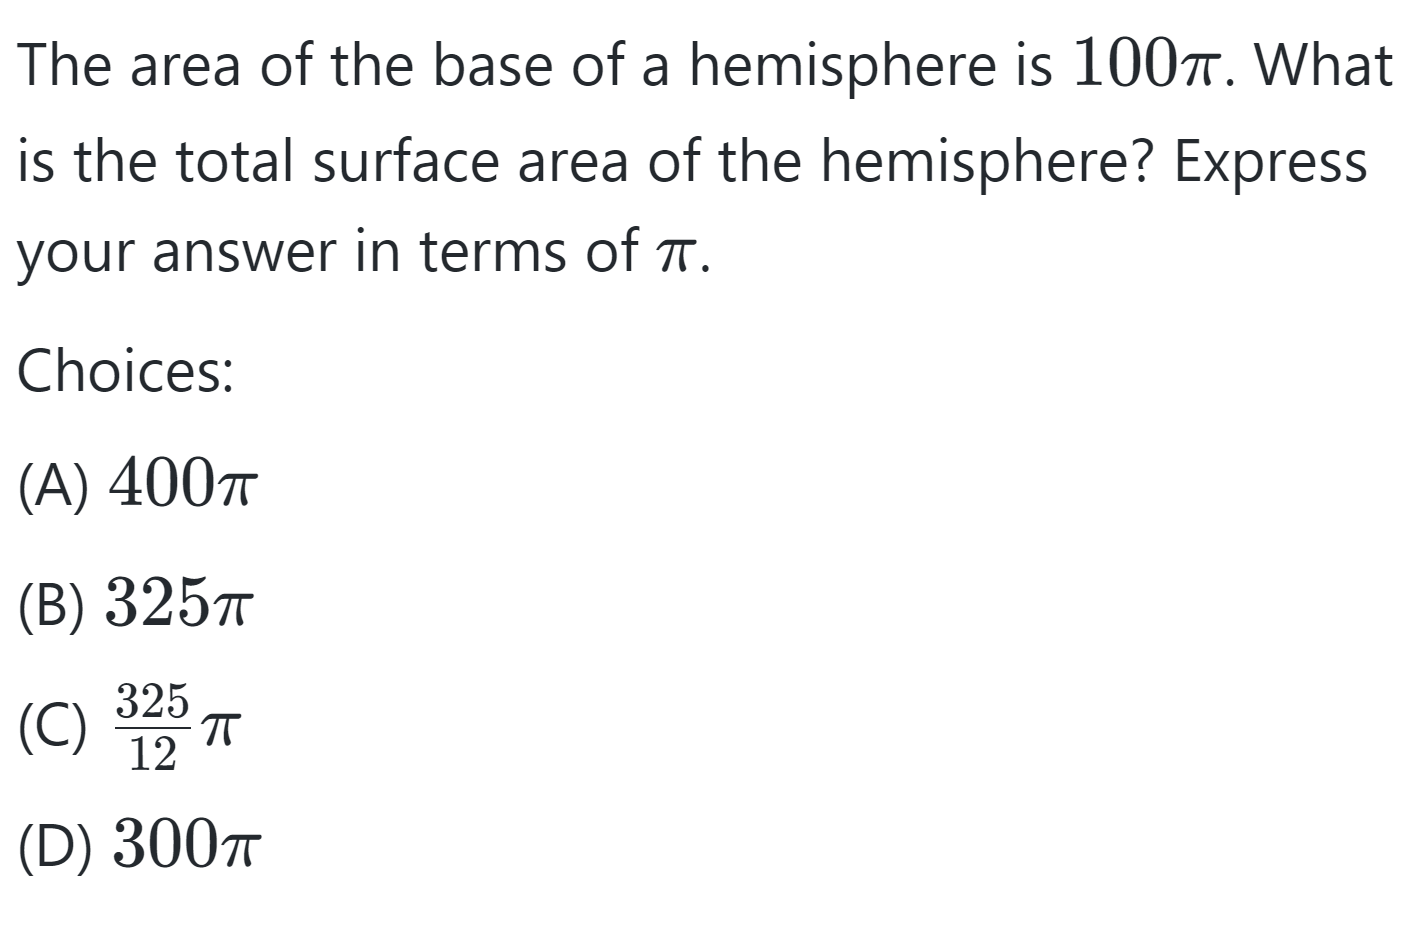 The area of the base of a hemisphere is 100π. What
is the total surface area of the hemisphere? Express
your answer in terms of π.
Choices:
(A) 400π
(B) 325π
(C) \frac{325}{12}π
(D) 300π